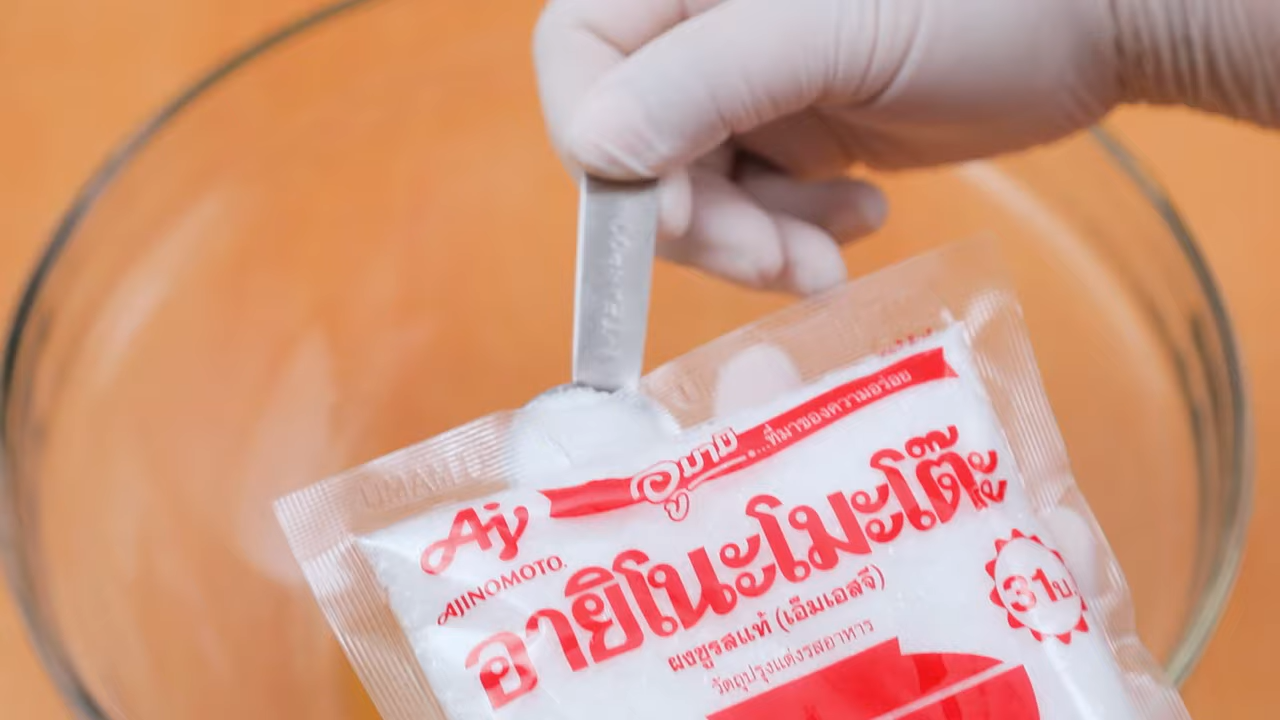 อูมามิ
...ที่มาของความอร่อย
Aj
AJINOMOTO.
อายิโนะโมะโต๊ะ
ผงชูรสแท้ (เอ็มเอสจี)
วัตถุปรุงแต่งรสอาหาร
31บ.
UMAMI